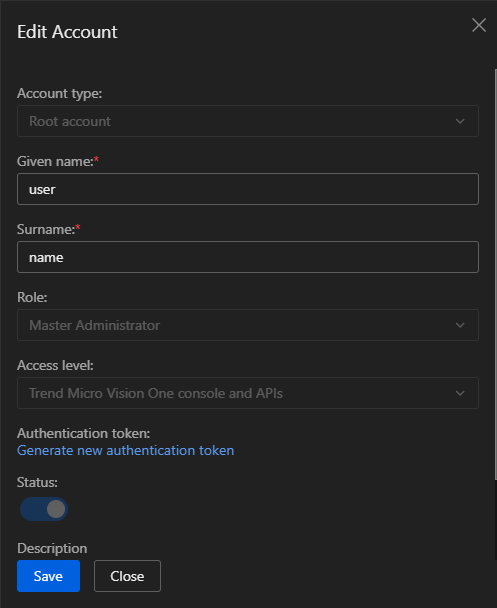 Edit Account
Account type:
Root account
Given name:*
user
Surname:*
name
Role:
Master Administrator
Access level:
Trend Micro Vision One console and APIs
Authentication token:
Generate new authentication token
Status:
Description
Save Close